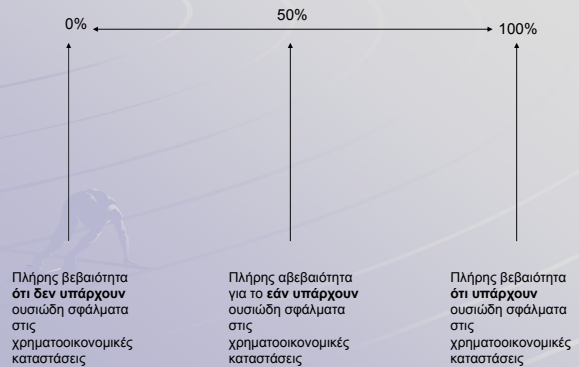 0%
50%
100%
Πλήρης βεβαιότητα
ότι δεν υπάρχουν
ουσιώδη σφάλματα
στις
χρηματοοικονομικές
καταστάσεις
Πλήρης αβεβαιότητα
για το εάν υπάρχουν
ουσιώδη σφάλματα
στις
χρηματοοικονομικές
καταστάσεις
Πλήρης βεβαιότητα
ότι υπάρχουν
ουσιώδη σφάλματα
στις
χρηματοοικονομικές
καταστάσεις